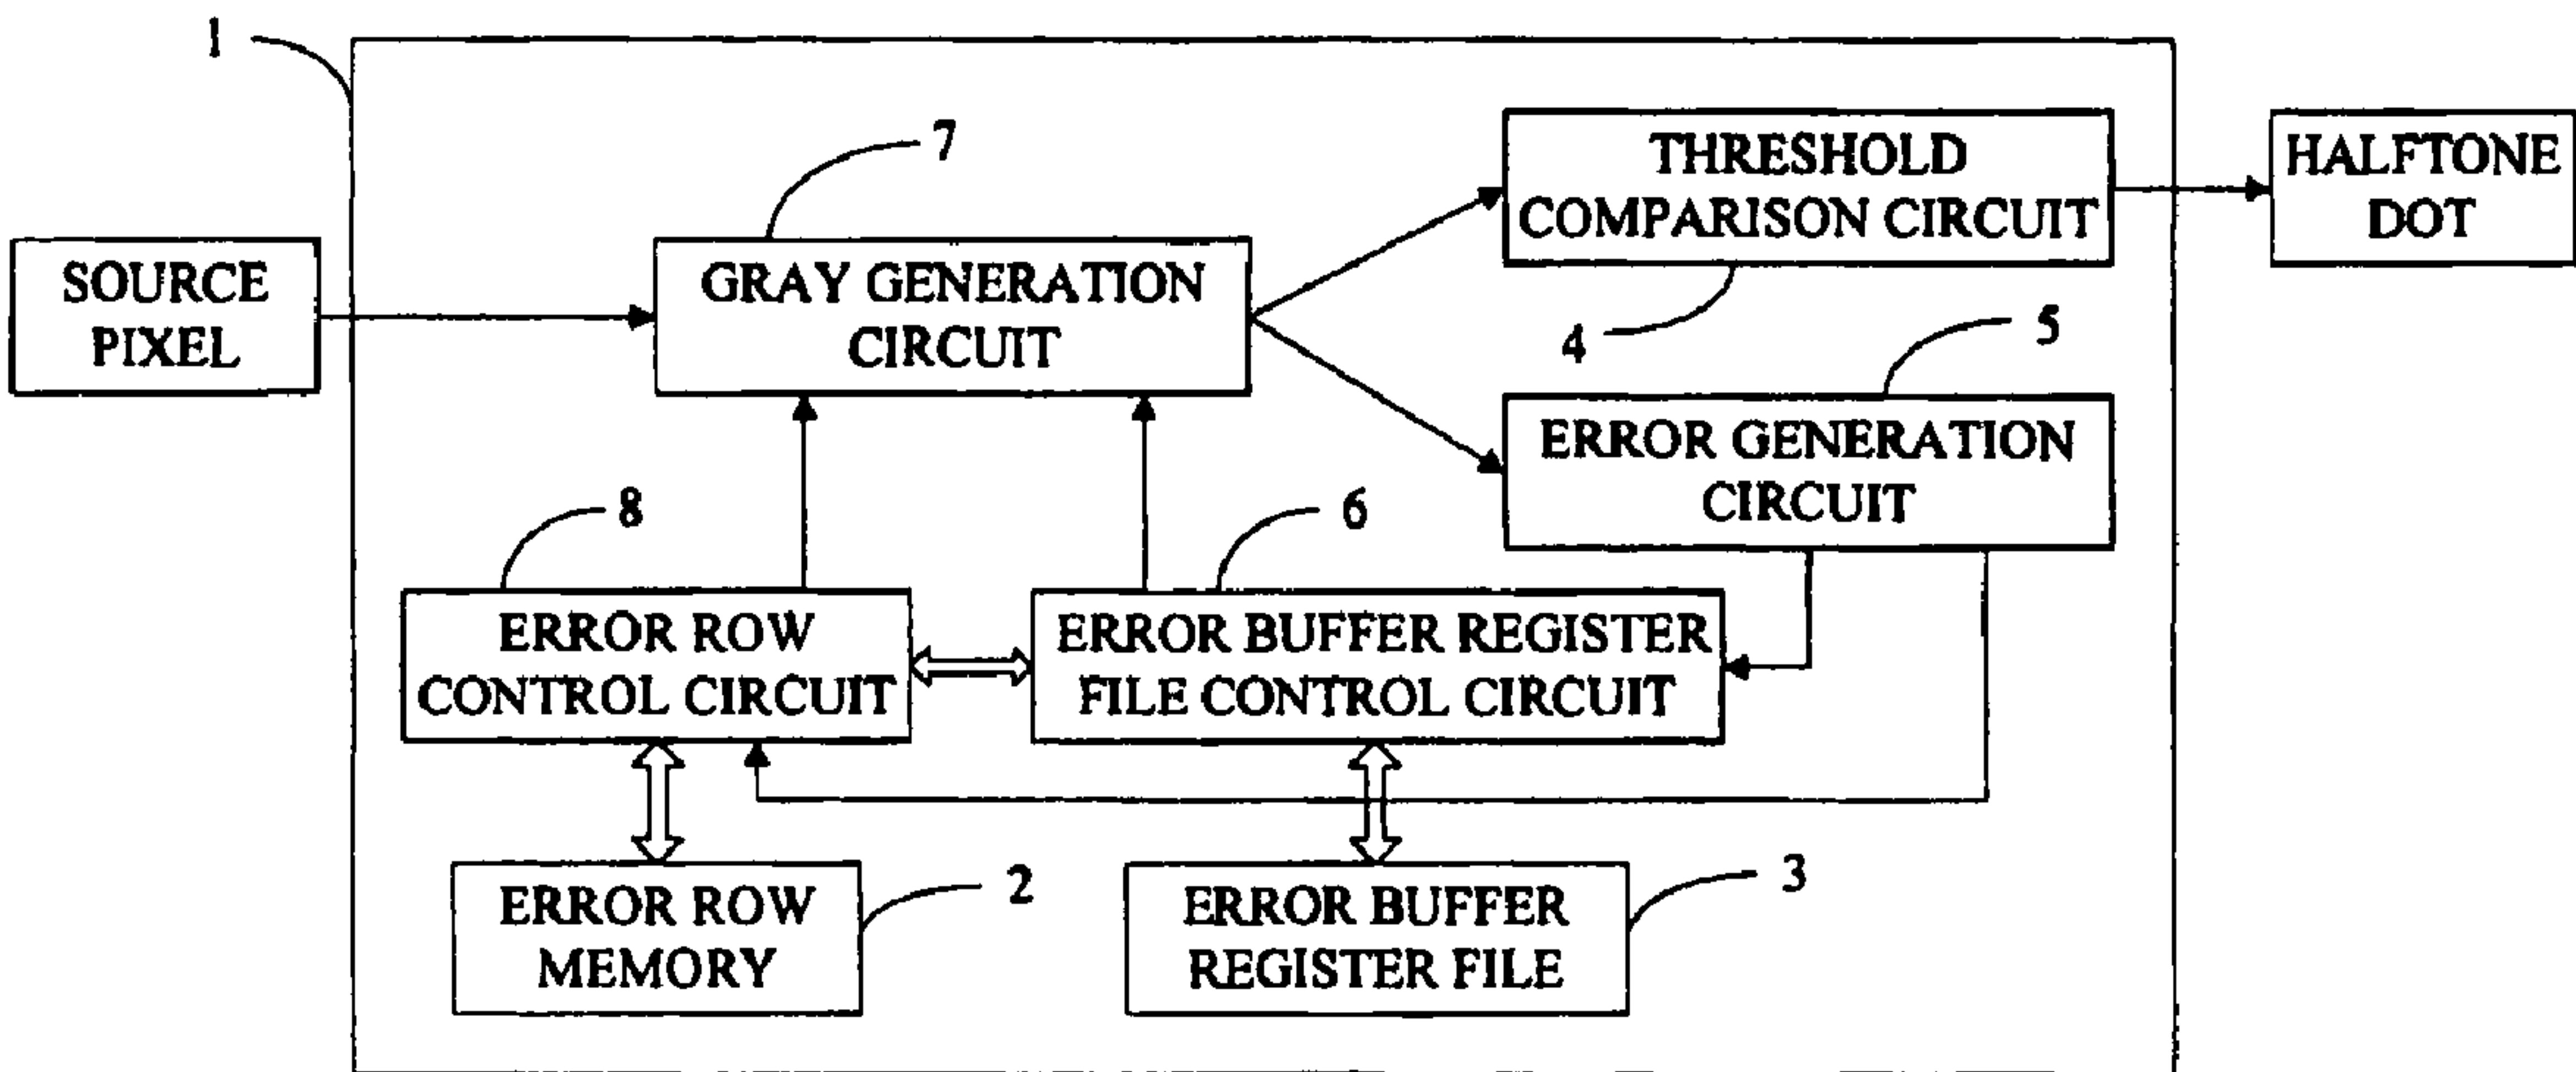 1
7
THRESHOLD
COMPARISON CIRCUIT
HALFTONE
DOT
SOURCE
PIXEL
GRAY GENERATION
CIRCUIT
4
5
ERROR GENERATION
CIRCUIT
8
6
ERROR ROW
CONTROL CIRCUIT
ERROR BUFFER REGISTER
FILE CONTROL CIRCUIT
ERROR ROW
MEMORY
2
ERROR BUFFER
REGISTER FILE
3